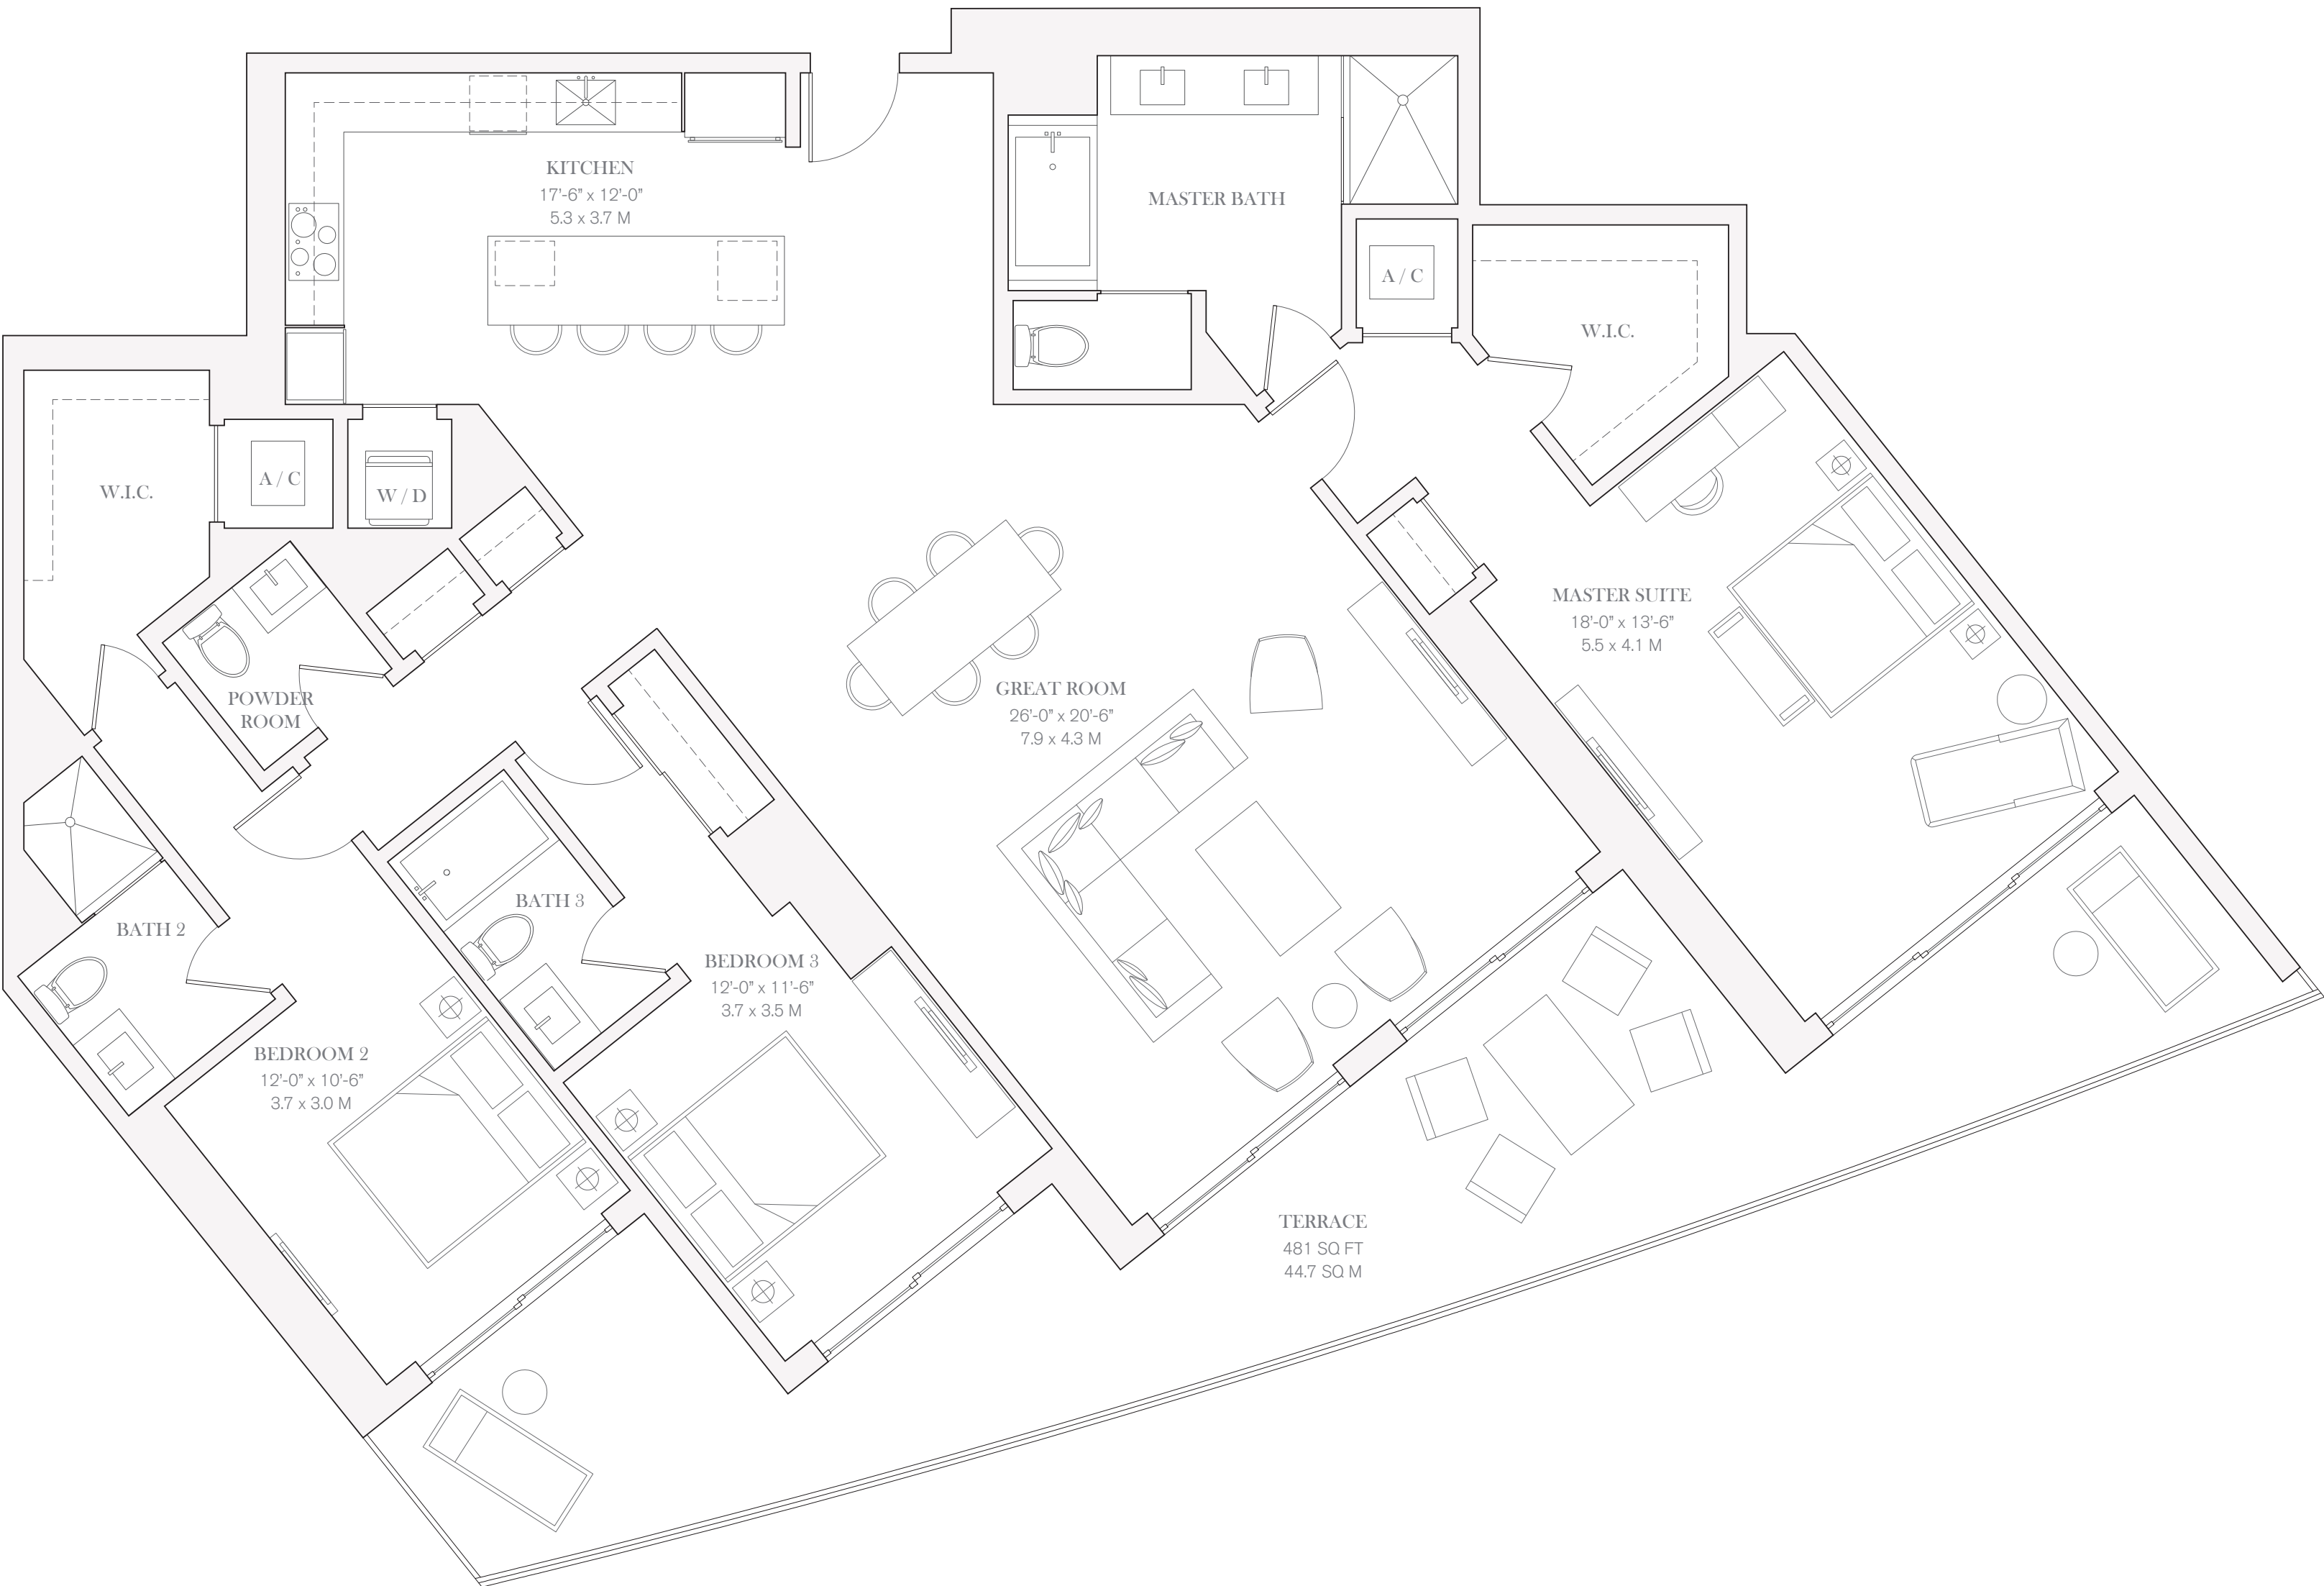 KITCHEN
17'-6" x 12'-0"
5.3 x 3.7 M
MASTER BATH
A / C
W.I.C.
W.I.C.
A / C
W / D
MASTER SUITE
18'-0" x 13'-6"
5.5 x 4.1 M
POWDER
ROOM
GREAT ROOM
26'-0" x 20'-6"
7.9 x 4.3 M
BATH 2
BATH 3
BEDROOM 3
12'-0" x 11'-6"
3.7 x 3.5 M
BEDROOM 2
12'-0" x 10'-6"
3.7 x 3.0 M
TERRACE
481 SQ FT
44.7 SQ M